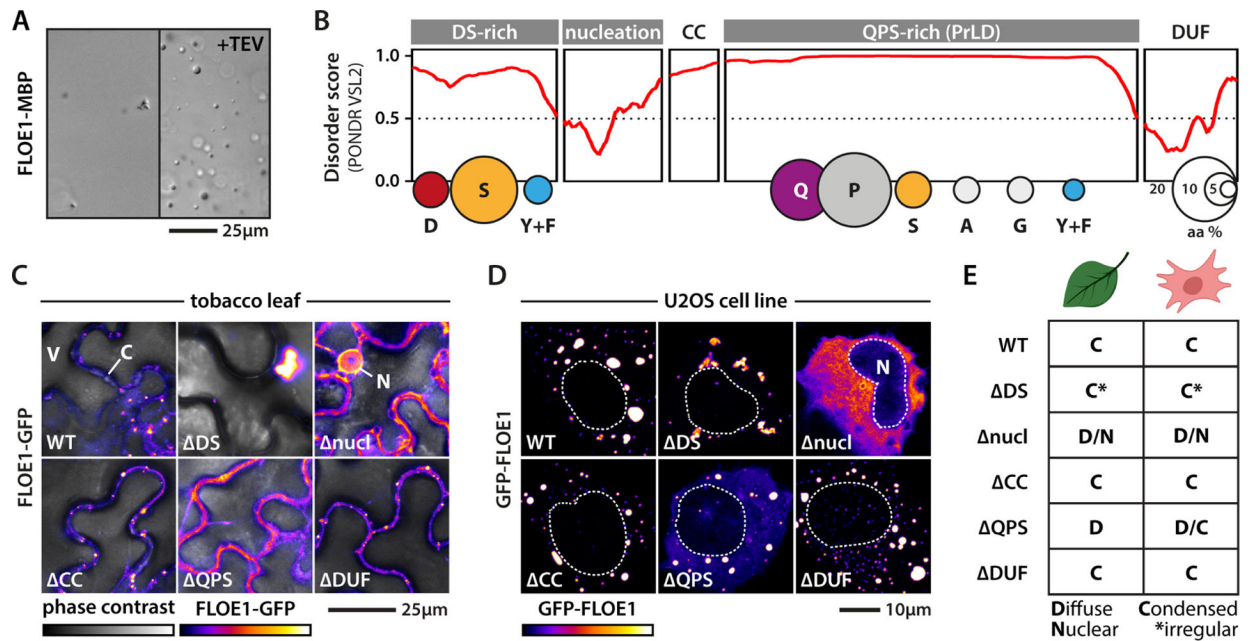 A
FLOE1-MBP
+TEV
25µm
B
DS-rich
nucleation
CC
QPS-rich (PrLD)
DUF
Disorder score
(PONDR VSL2)
1.0
0.5
0.0
D
S
Y+F
Q
P
S
A
G
Y+F
20
10
5
aa %
C
tobacco leaf
FLOE1-GFP
V
C
WT
ΔDS
N
Δnucl
ΔCC
ΔQPS
ΔDUF
phase contrast
FLOE1-GFP
25µm
D
U2OS cell line
GFP-FLOE1
WT
ΔDS
N
Δnucl
ΔCC
ΔQPS
ΔDUF
GFP-FLOE1
10µm
E
WT C C
ΔDS C* C*
Δnucl D/N D/N
ΔCC C C
ΔQPS D D/C
ΔDUF C C
Diffuse Condensed
Nuclear *irregular